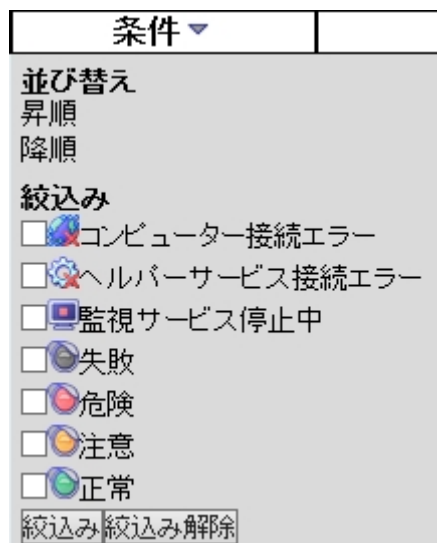 条件
並び替え
昇順
降順
絞込み
コンピューター接続エラー
ヘルパーサービス接続エラー
監視サービス停止中
失敗
危険
注意
正常
絞込み 絞込み解除